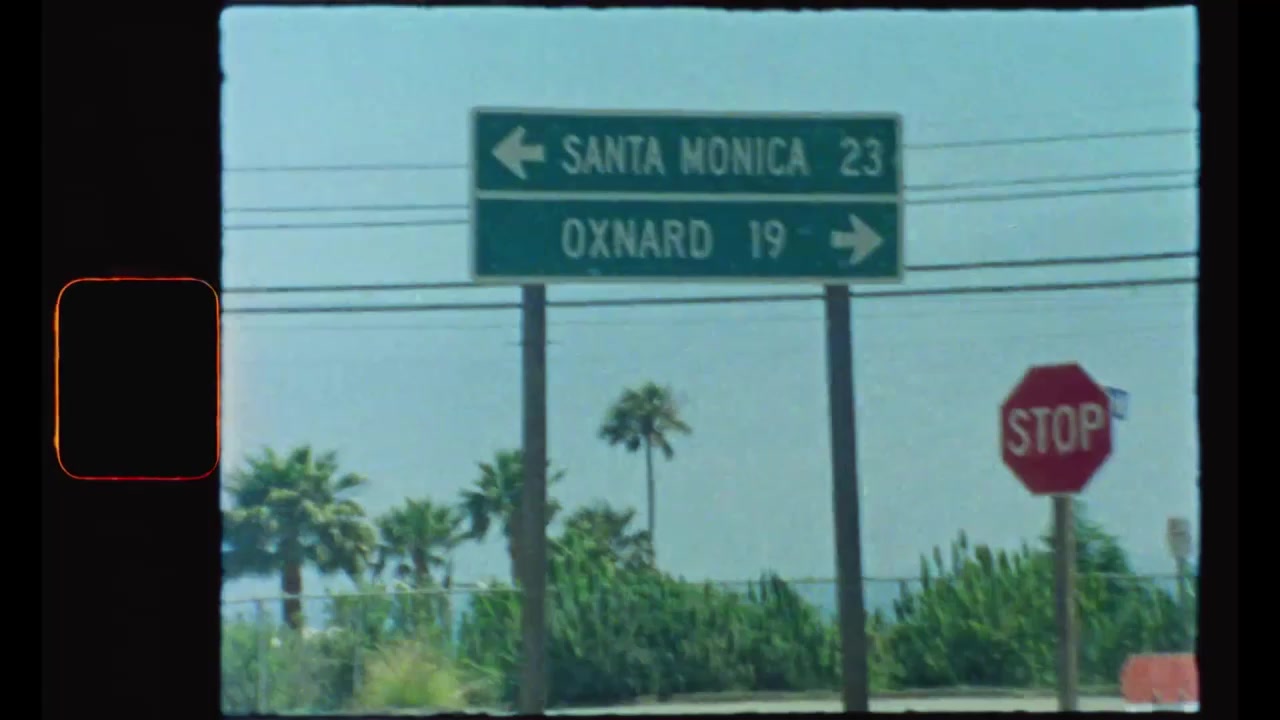 SANTA MONICA 23
OXNARD 19
STOP